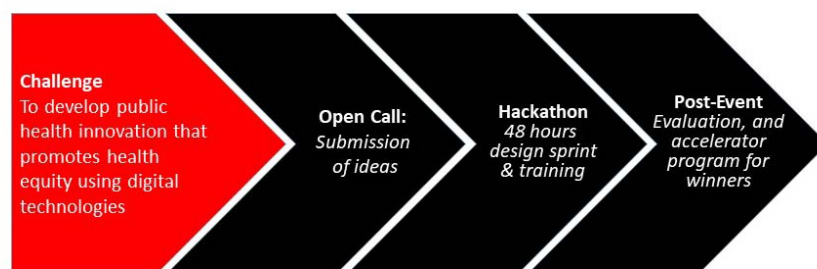 Challenge
To develop public
health innovation that
promotes health
equity using digital
technologies
Open Call:
Submission
of ideas
Hackathon
48 hours
design sprint
& training
Post-Event
Evaluation, and
accelerator
program for
winners